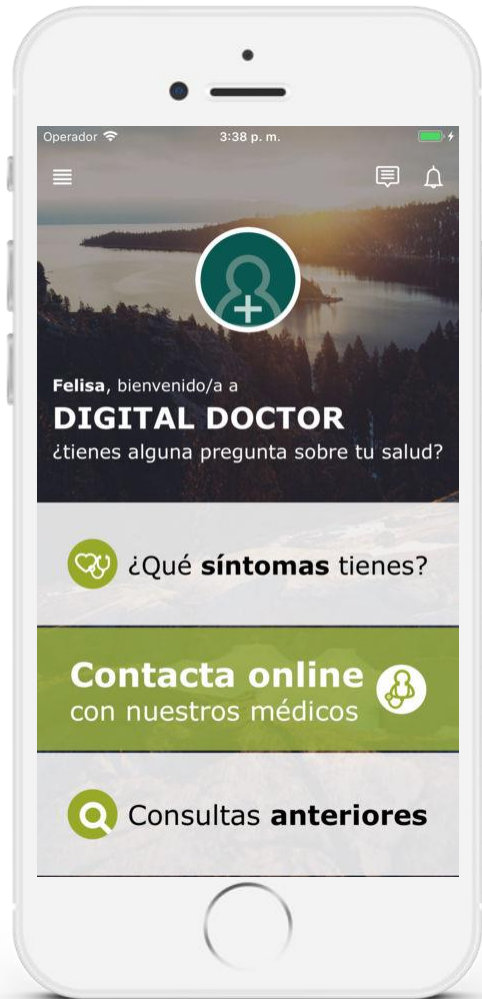 Operador 3:38 p. m.
Felisa, bienvenido/a a
DIGITAL DOCTOR
¿tienes alguna pregunta sobre tu salud?
¿Qué síntomas tienes?
Contacta online
con nuestros médicos
Consultas anteriores